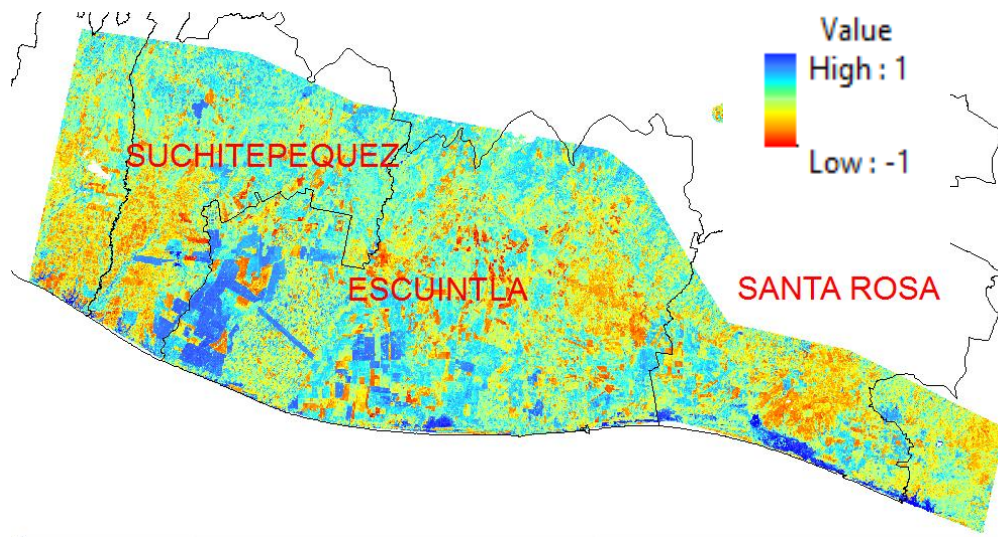 Value
High : 1
Low : -1
SUCHITEPEQUEZ
ESCUINTLA
SANTA ROSA